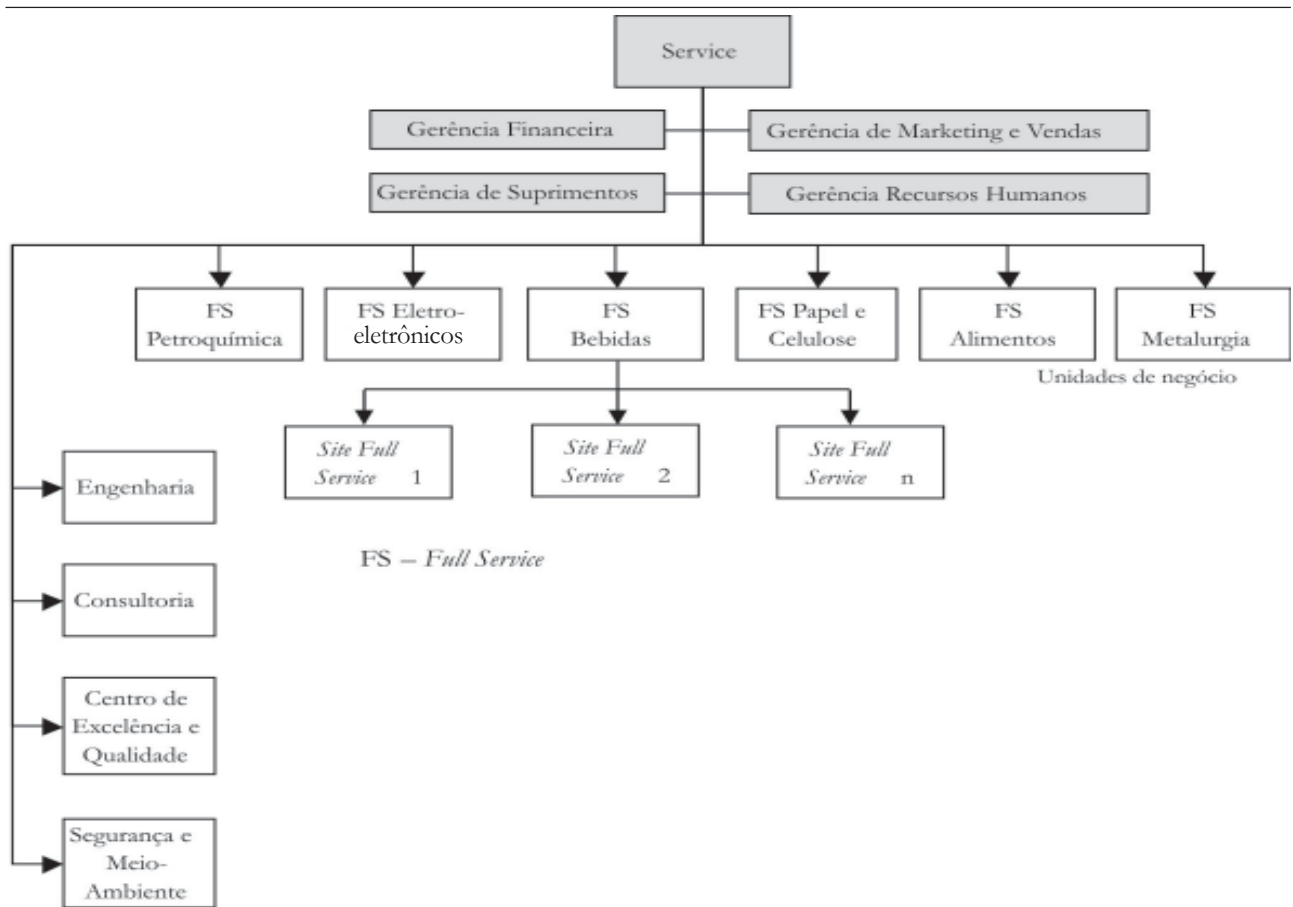 Service
Gerência Financeira
Gerência de Marketing e Vendas
Gerência de Suprimentos
Gerência Recursos Humanos
FS
Petroquímica
FS Eletro-
eletrônicos
FS
Bebidas
FS Papel e
Celulose
FS
Alimentos
FS
Metalurgia
Unidades de negócio
Site Full
Service 1
Site Full
Service 2
Site Full
Service n
Engenharia
FS – Full Service
Consultoria
Centro de
Excelência e
Qualidade
Segurança e
Meio-
Ambiente